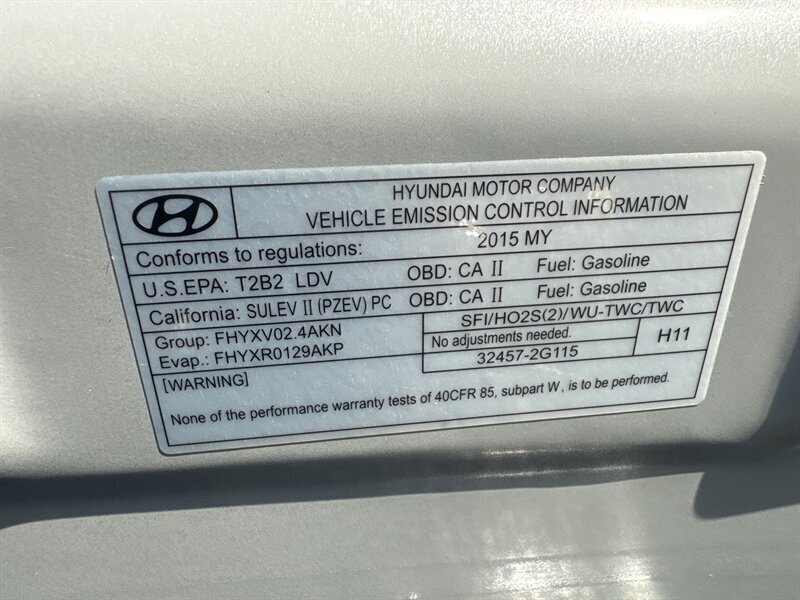 HYUNDAI MOTOR COMPANY
VEHICLE EMISSION CONTROL INFORMATION
Conforms to regulations: 2015 MY
U.S.EPA: T2B2 LDV OBD: CA II Fuel: Gasoline
California: SULEV II (PZEV) PC OBD: CA II Fuel: Gasoline
Group: FHYXV02.4AKN
Evap.: FHYXR0129AKP
SFI/HO2S(2)/WU-TWC/TWC
No adjustments needed.
32457-2G115
H11
[WARNING]
None of the performance warranty tests of 40CFR 85, subpart W, is to be performed.